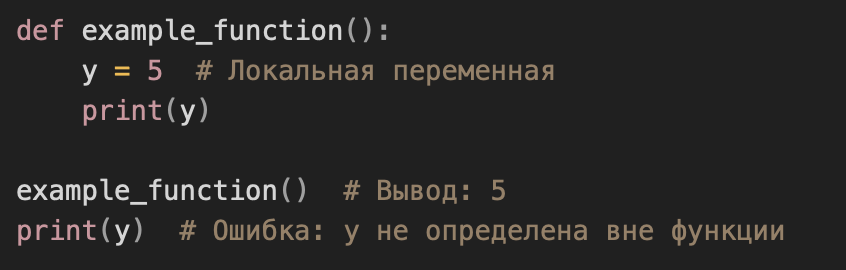 def example_function():
    y = 5  # Локальная переменная
    print(y)

example_function()  # Вывод: 5
print(y)  # Ошибка: y не определена вне функции